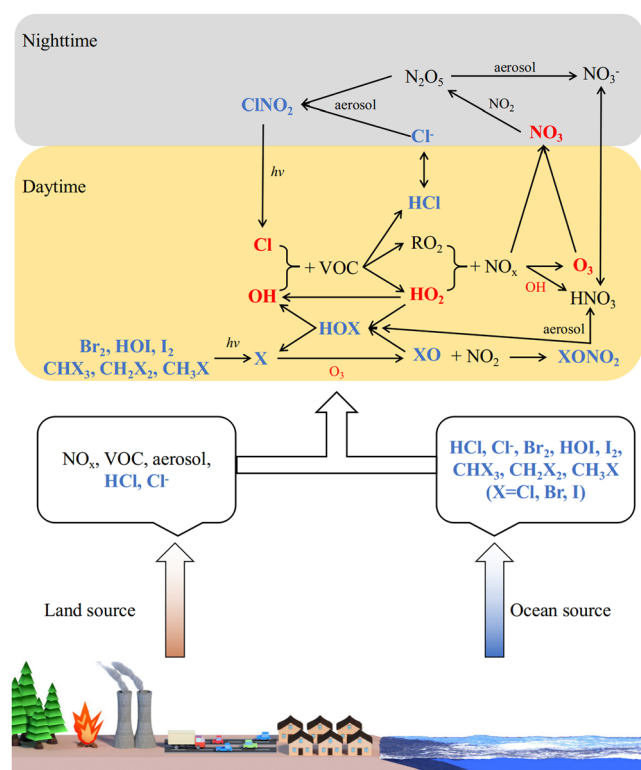 Nighttime
N₂O₅
aerosol
NO₃⁻
ClNO₂
aerosol
NO₂
Cl⁻
NO₃
Daytime
hν
HCl
Cl
RO₂
+ VOC
+ NOₓ
O₃
OH
HO₂
OH
HNO₃
HOX
aerosol
Br₂, HOI, I₂
CHX₃, CH₂X₂, CH₃X
hν
X
O₃
XO + NO₂
XONO₂
NOₓ, VOC, aerosol,
HCl, Cl⁻
HCl, Cl⁻, Br₂, HOI, I₂,
CHX₃, CH₂X₂, CH₃X
(X=Cl, Br, I)
Land source
Ocean source